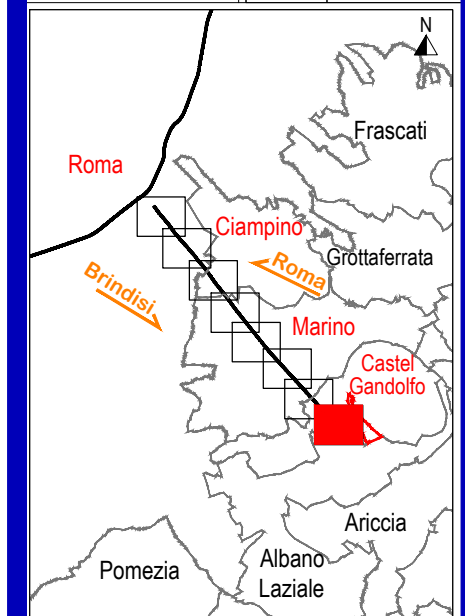 N
Frascati
Roma
Ciampino
Grottaferrata
Roma
Brindisi
Marino
Castel
Gandolfo
Ariccia
Albano
Laziale
Pomezia